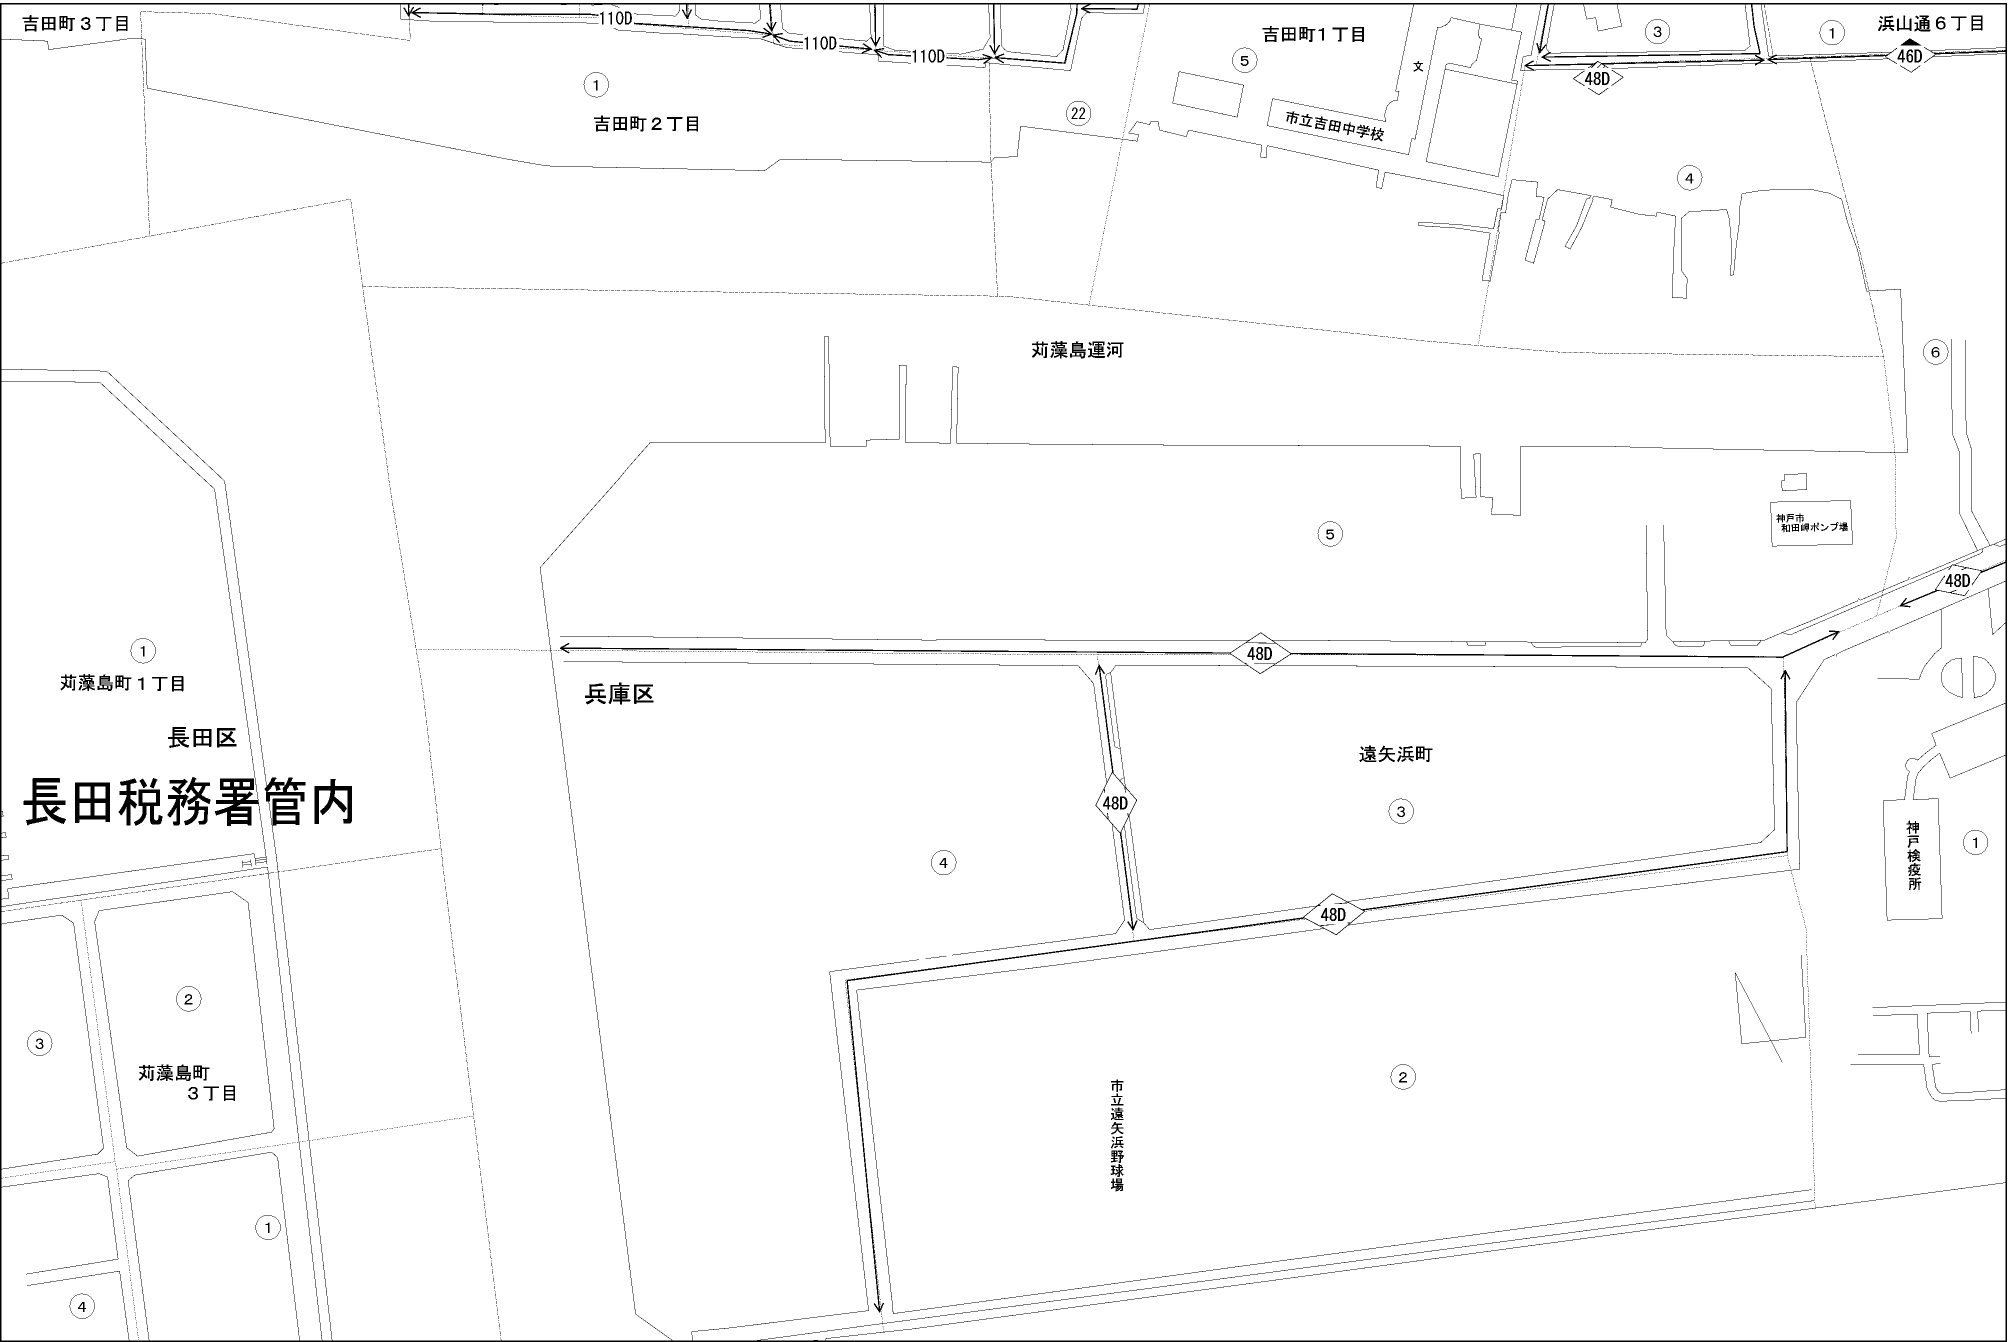 吉田町３丁目
110D
110D
110D
①
吉田町２丁目
㉒
吉田町１丁目
⑤
文
市立吉田中学校
③
①
浜山通６丁目
48D
46D
④
苅藻島運河
⑥
⑤
神戸市
和田岬ポンプ場
48D
48D
①
苅藻島町１丁目
兵庫区
長田区
長田税務署管内
遠矢浜町
48D
③
④
神戸検疫所
①
48D
②
③
苅藻島町
３丁目
②
市立遠矢浜野球場
①
④